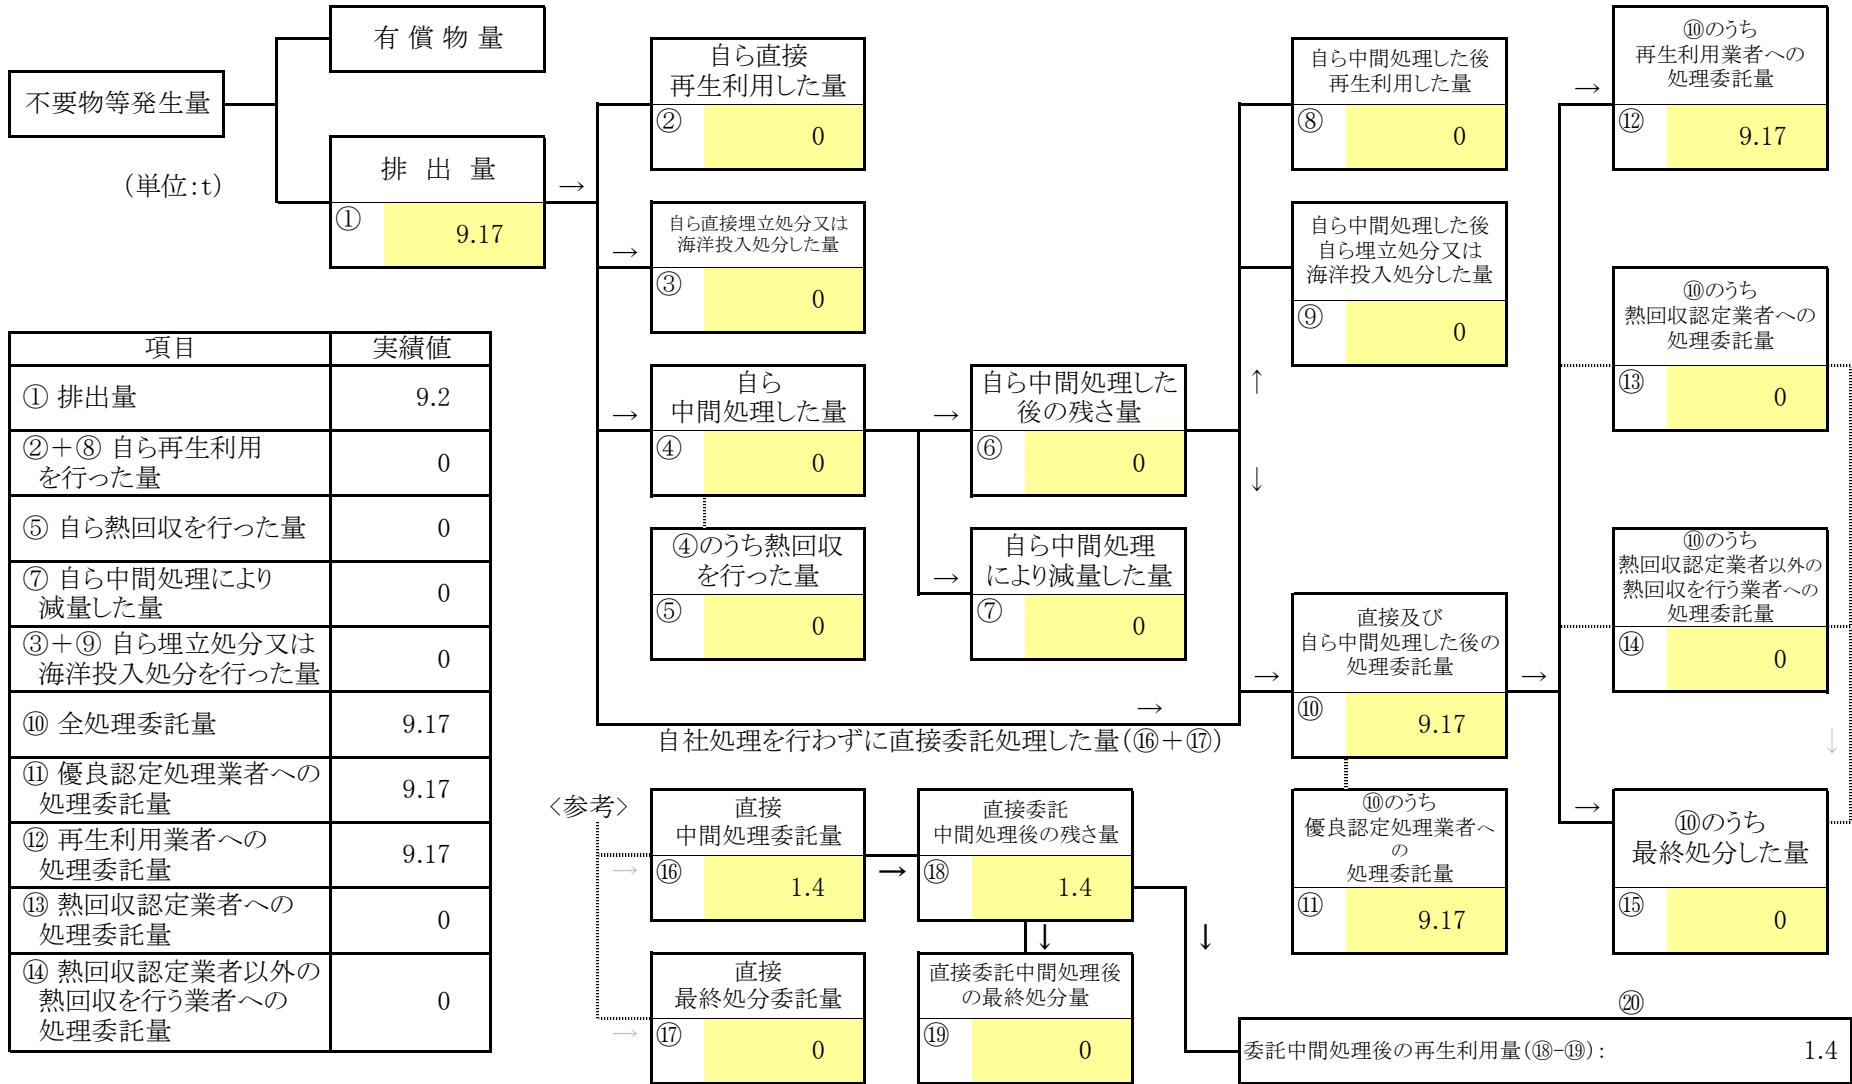 有 償 物 量
不要物等発生量
排 出 量
①
9.17
(単位:t)
→
自ら直接
再生利用した量
②
0
→
自ら直接埋立処分又は
海洋投入処分した量
③
0
→
自ら
中間処理した量
④
0
④のうち熱回収
を行った量
⑤
0
→
自ら中間処理した
後の残さ量
⑥
0
→
自ら中間処理
により減量した量
⑦
0
自ら中間処理した後
再生利用した量
⑧
0
自ら中間処理した後
自ら埋立処分又は
海洋投入処分した量
⑨
0
↑
↓
→
自社処理を行わずに直接委託処理した量(⑯+⑰)
→
直接及び
自ら中間処理した後の
処理委託量
⑩
9.17
⑩のうち
優良認定処理業者へ
の
処理委託量
⑪
9.17
→
→
⑩のうち
再生利用業者への
処理委託量
⑫
9.17
⑩のうち
熱回収認定業者への
処理委託量
⑬
0
⑩のうち
熱回収認定業者以外の
熱回収を行う業者への
処理委託量
⑭
0
↓
→
⑩のうち
最終処分した量
⑮
0
項目 実績値
① 排出量 9.2
②+⑧ 自ら再生利用
を行った量 0
⑤ 自ら熱回収を行った量 0
⑦ 自ら中間処理により
減量した量 0
③+⑨ 自ら埋立処分又は
海洋投入処分を行った量 0
⑩ 全処理委託量 9.17
⑪ 優良認定処理業者への
処理委託量 9.17
⑫ 再生利用業者への
処理委託量 9.17
⑬ 熱回収認定業者への
処理委託量 0
⑭ 熱回収認定業者以外の
熱回収を行う業者への
処理委託量 0
<参考>
→
直接
中間処理委託量
⑯
1.4
→
直接委託
中間処理後の残さ量
⑱
1.4
→
直接
最終処分委託量
⑰
0
↓
直接委託中間処理後
の最終処分量
⑲
0
↓
⑳
委託中間処理後の再生利用量(⑱-⑲): 1.4